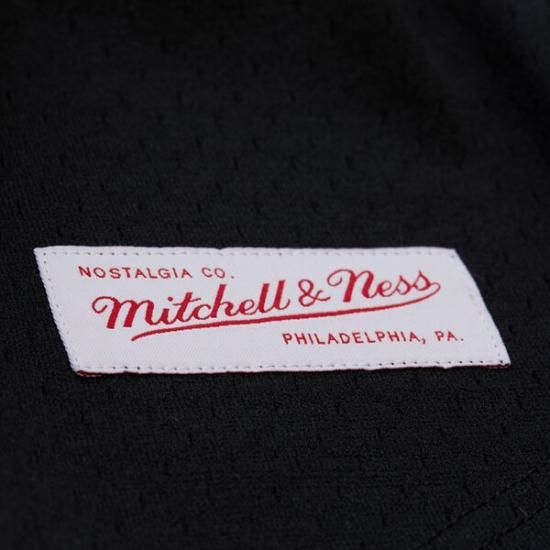 NOSTALGIA CO.
Mitchell & Ness
PHILADELPHIA, PA.